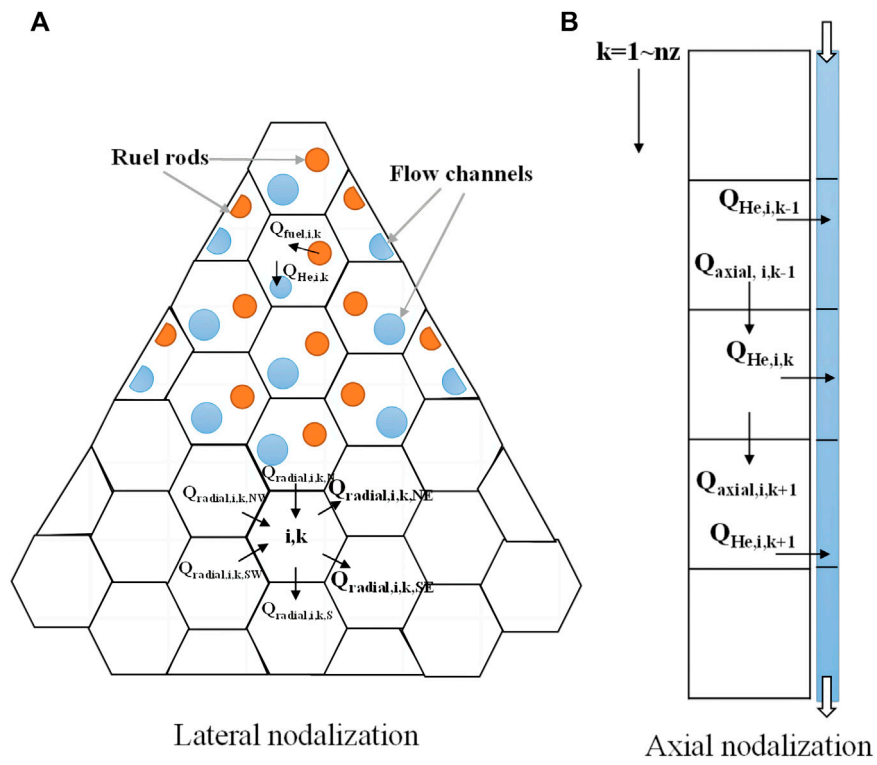 A
Ruel rods
Flow channels
Q_fuel,i,k
Q_He,i,k
Q_radial,i,k,N
Q_radial,i,k,NW
Q_radial,i,k,NE
i,k
Q_radial,i,k,SW
Q_radial,i,k,SE
Q_radial,i,k,S
Lateral nodalization
B
k=1~nz
Q_He,i,k-1
Q_axial, i,k-1
Q_He,i,k
Q_axial,i,k+1
Q_He,i,k+1
Axial nodalization